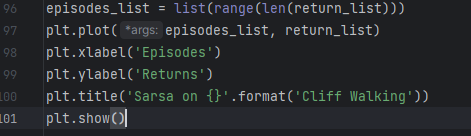 96 episodes_list = list(range(len(return_list)))
97 plt.plot( *args: episodes_list, return_list)
98 plt.xlabel('Episodes')
99 plt.ylabel('Returns')
100 plt.title('Sarsa on {}'.format('Cliff Walking'))
101 plt.show()